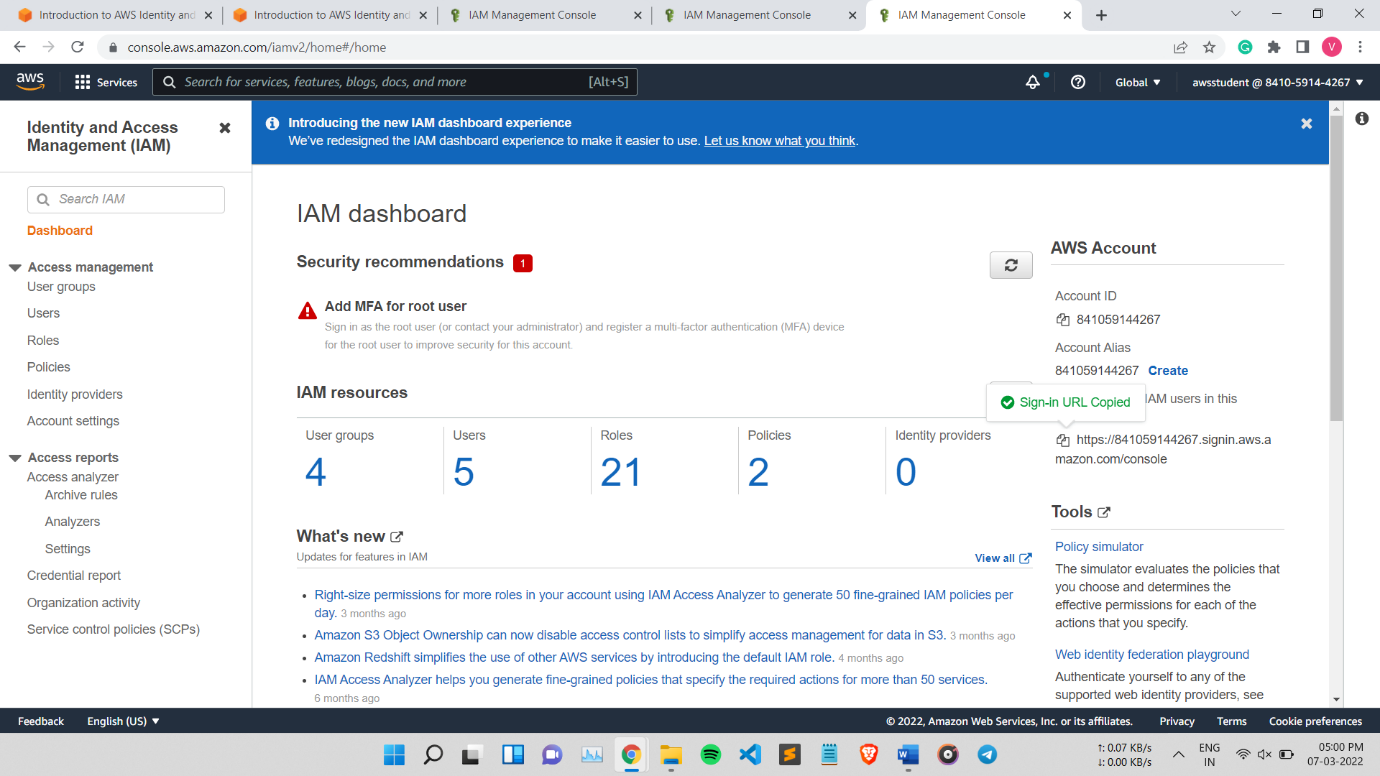 Introduction to AWS Identity and
Introduction to AWS Identity and
IAM Management Console
IAM Management Console
IAM Management Console
console.aws.amazon.com/iamv2/home#/home
V
aws
Services
Search for services, features, blogs, docs, and more
[Alt+S]
Global
awsstudent @ 8410-5914-4267
Identity and Access
Management (IAM)
Search IAM
Dashboard
Access management
User groups
Users
Roles
Policies
Identity providers
Account settings
Access reports
Access analyzer
Archive rules
Analyzers
Settings
Credential report
Organization activity
Service control policies (SCPs)
Introducing the new IAM dashboard experience
We've redesigned the IAM dashboard experience to make it easier to use. Let us know what you think.
IAM dashboard
Security recommendations 1
Add MFA for root user
Sign in as the root user (or contact your administrator) and register a multi-factor authentication (MFA) device
for the root user to improve security for this account.
IAM resources
User groups
4
Users
5
Roles
21
Policies
2
Identity providers
0
What's new
Updates for features in IAM
View all
Right-size permissions for more roles in your account using IAM Access Analyzer to generate 50 fine-grained IAM policies per
day. 3 months ago
Amazon S3 Object Ownership can now disable access control lists to simplify access management for data in S3. 3 months ago
Amazon Redshift simplifies the use of other AWS services by introducing the default IAM role. 4 months ago
IAM Access Analyzer helps you generate fine-grained policies that specify the required actions for more than 50 services.
6 months ago
AWS Account
Account ID
841059144267
Account Alias
841059144267 Create
Sign-in URL Copied
IAM users in this
https://841059144267.signin.aws.a
mazon.com/console
Tools
Policy simulator
The simulator evaluates the policies that
you choose and determines the
effective permissions for each of the
actions that you specify.
Web identity federation playground
Authenticate yourself to any of the
supported web identity providers, see
Feedback
English (US)
© 2022, Amazon Web Services, Inc. or its affiliates.
Privacy
Terms
Cookie preferences
↑: 0.07 KB/s
↓: 0.00 KB/s
ENG
IN
05:00 PM
07-03-2022